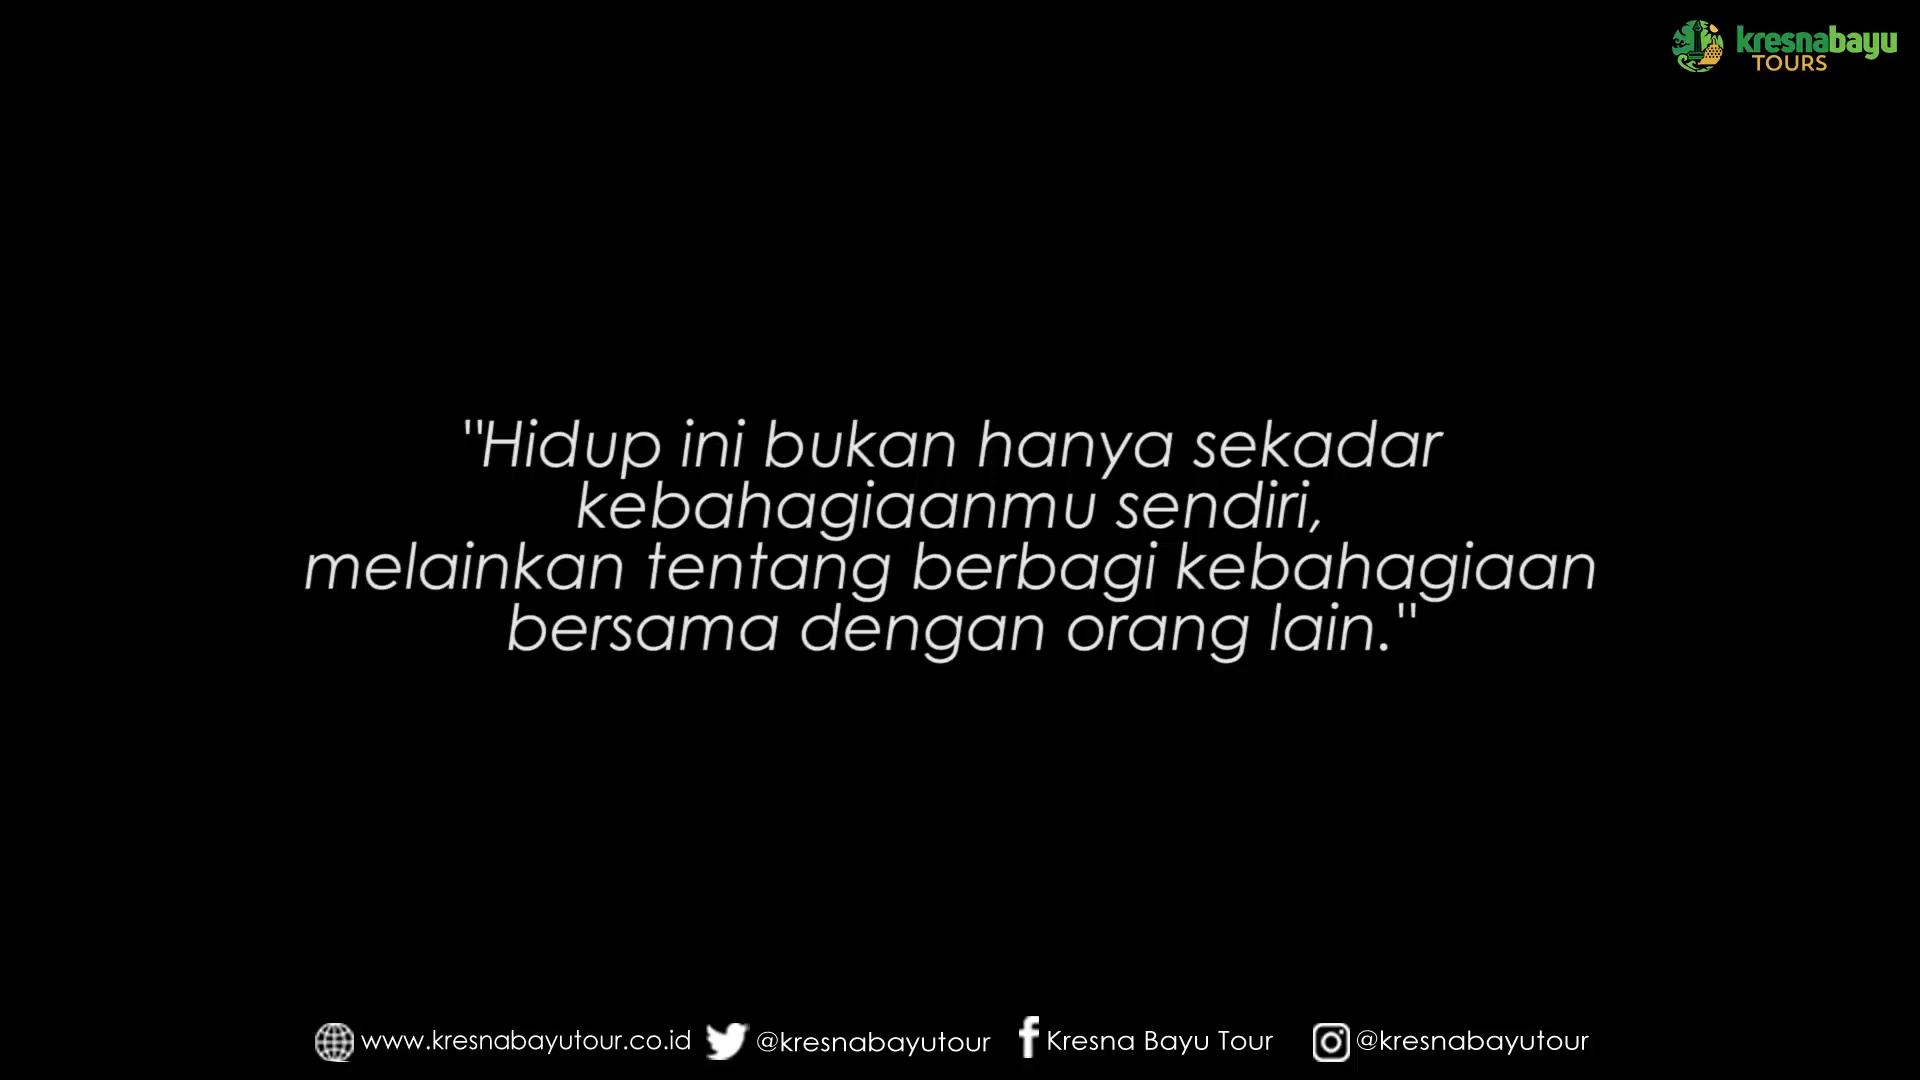 kresnabayu
TOURS
"Hidup ini bukan hanya sekadar
kebahagiaanmu sendiri,
melainkan tentang berbagi kebahagiaan
bersama dengan orang lain."
www.kresnabayutour.co.id @kresnabayutour Kresna Bayu Tour @kresnabayutour